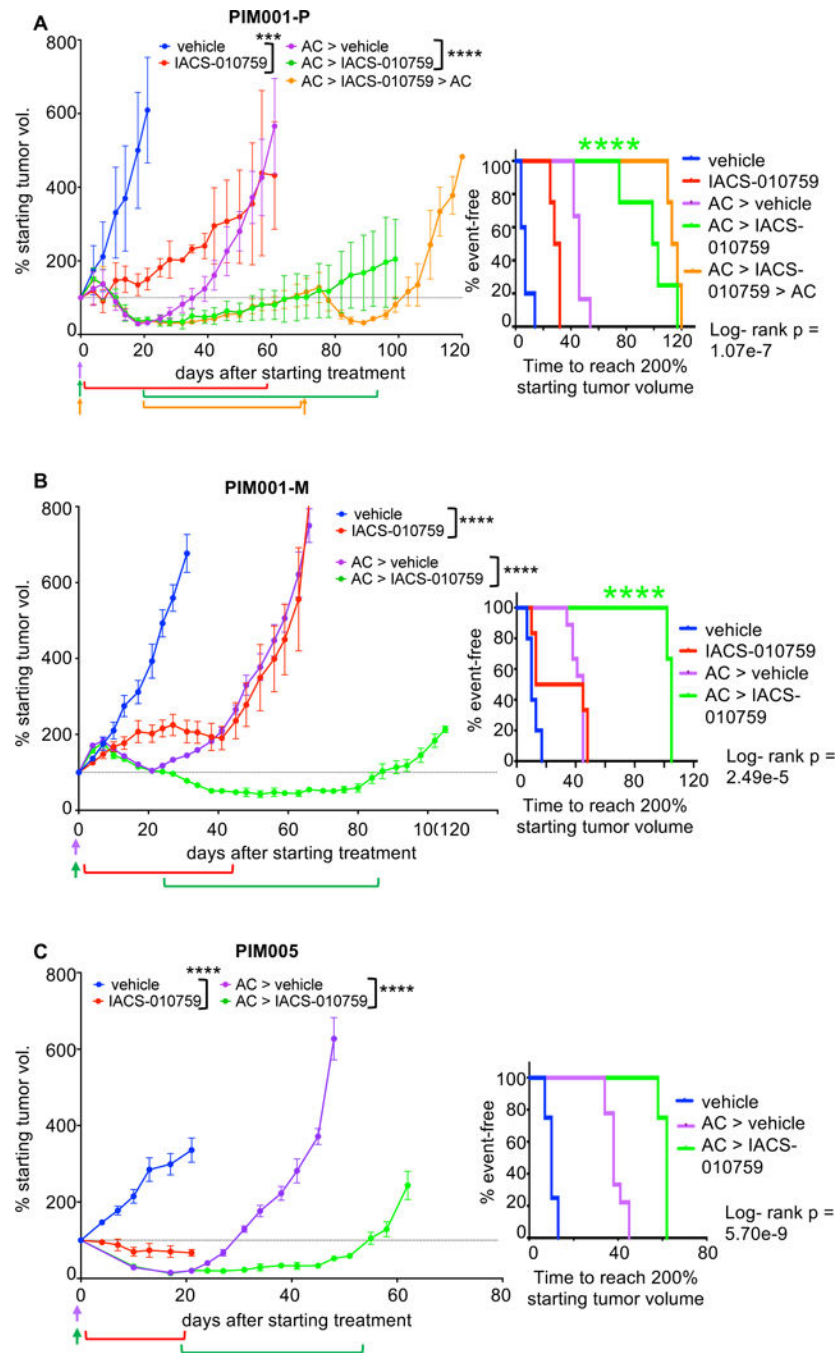 A
PIM001-P
vehicle
IACS-010759
***
AC > vehicle
AC > IACS-010759
AC > IACS-010759 > AC
****
% starting tumor vol.
800
600
400
200
0
0 20 40 60 80 100 120
days after starting treatment
****
% event-free
100
80
60
40
20
0
0 40 80 120
Time to reach 200%
starting tumor volume
vehicle
IACS-010759
AC > vehicle
AC > IACS-
010759
AC > IACS-
010759 > AC
Log- rank p =
1.07e-7
B
PIM001-M
vehicle
IACS-010759
****
AC > vehicle
AC > IACS-010759
****
% starting tumor vol.
800
600
400
200
0
0 20 40 60 80 10(120
days after starting treatment
****
% event-free
100
80
60
40
20
0
0 40 80 120
Time to reach 200%
starting tumor volume
vehicle
IACS-010759
AC > vehicle
AC > IACS-
010759
Log- rank p =
2.49e-5
C
PIM005
vehicle
IACS-010759
****
AC > vehicle
AC > IACS-010759
****
% starting tumor vol.
800
600
400
200
0
0 20 40 60 80
days after starting treatment
% event-free
100
80
60
40
20
0
0 40 80
Time to reach 200%
starting tumor volume
vehicle
AC > vehicle
AC > IACS-
010759
Log- rank p =
5.70e-9